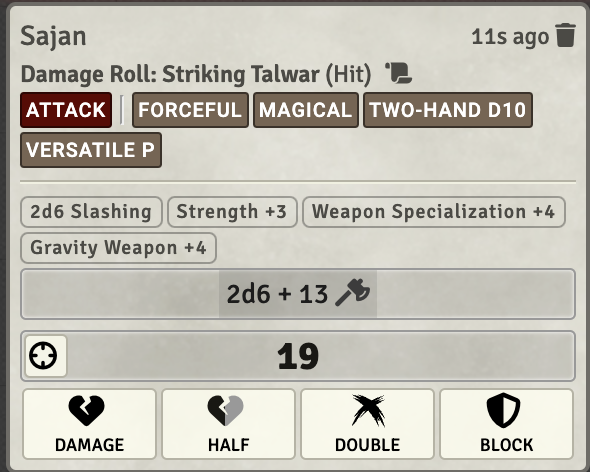 Sajan 11s ago
Damage Roll: Striking Talwar (Hit)
ATTACK FORCEFUL MAGICAL TWO-HAND D10
VERSATILE P
2d6 Slashing Strength +3 Weapon Specialization +4
Gravity Weapon +4
2d6 + 13
19
DAMAGE HALF DOUBLE BLOCK